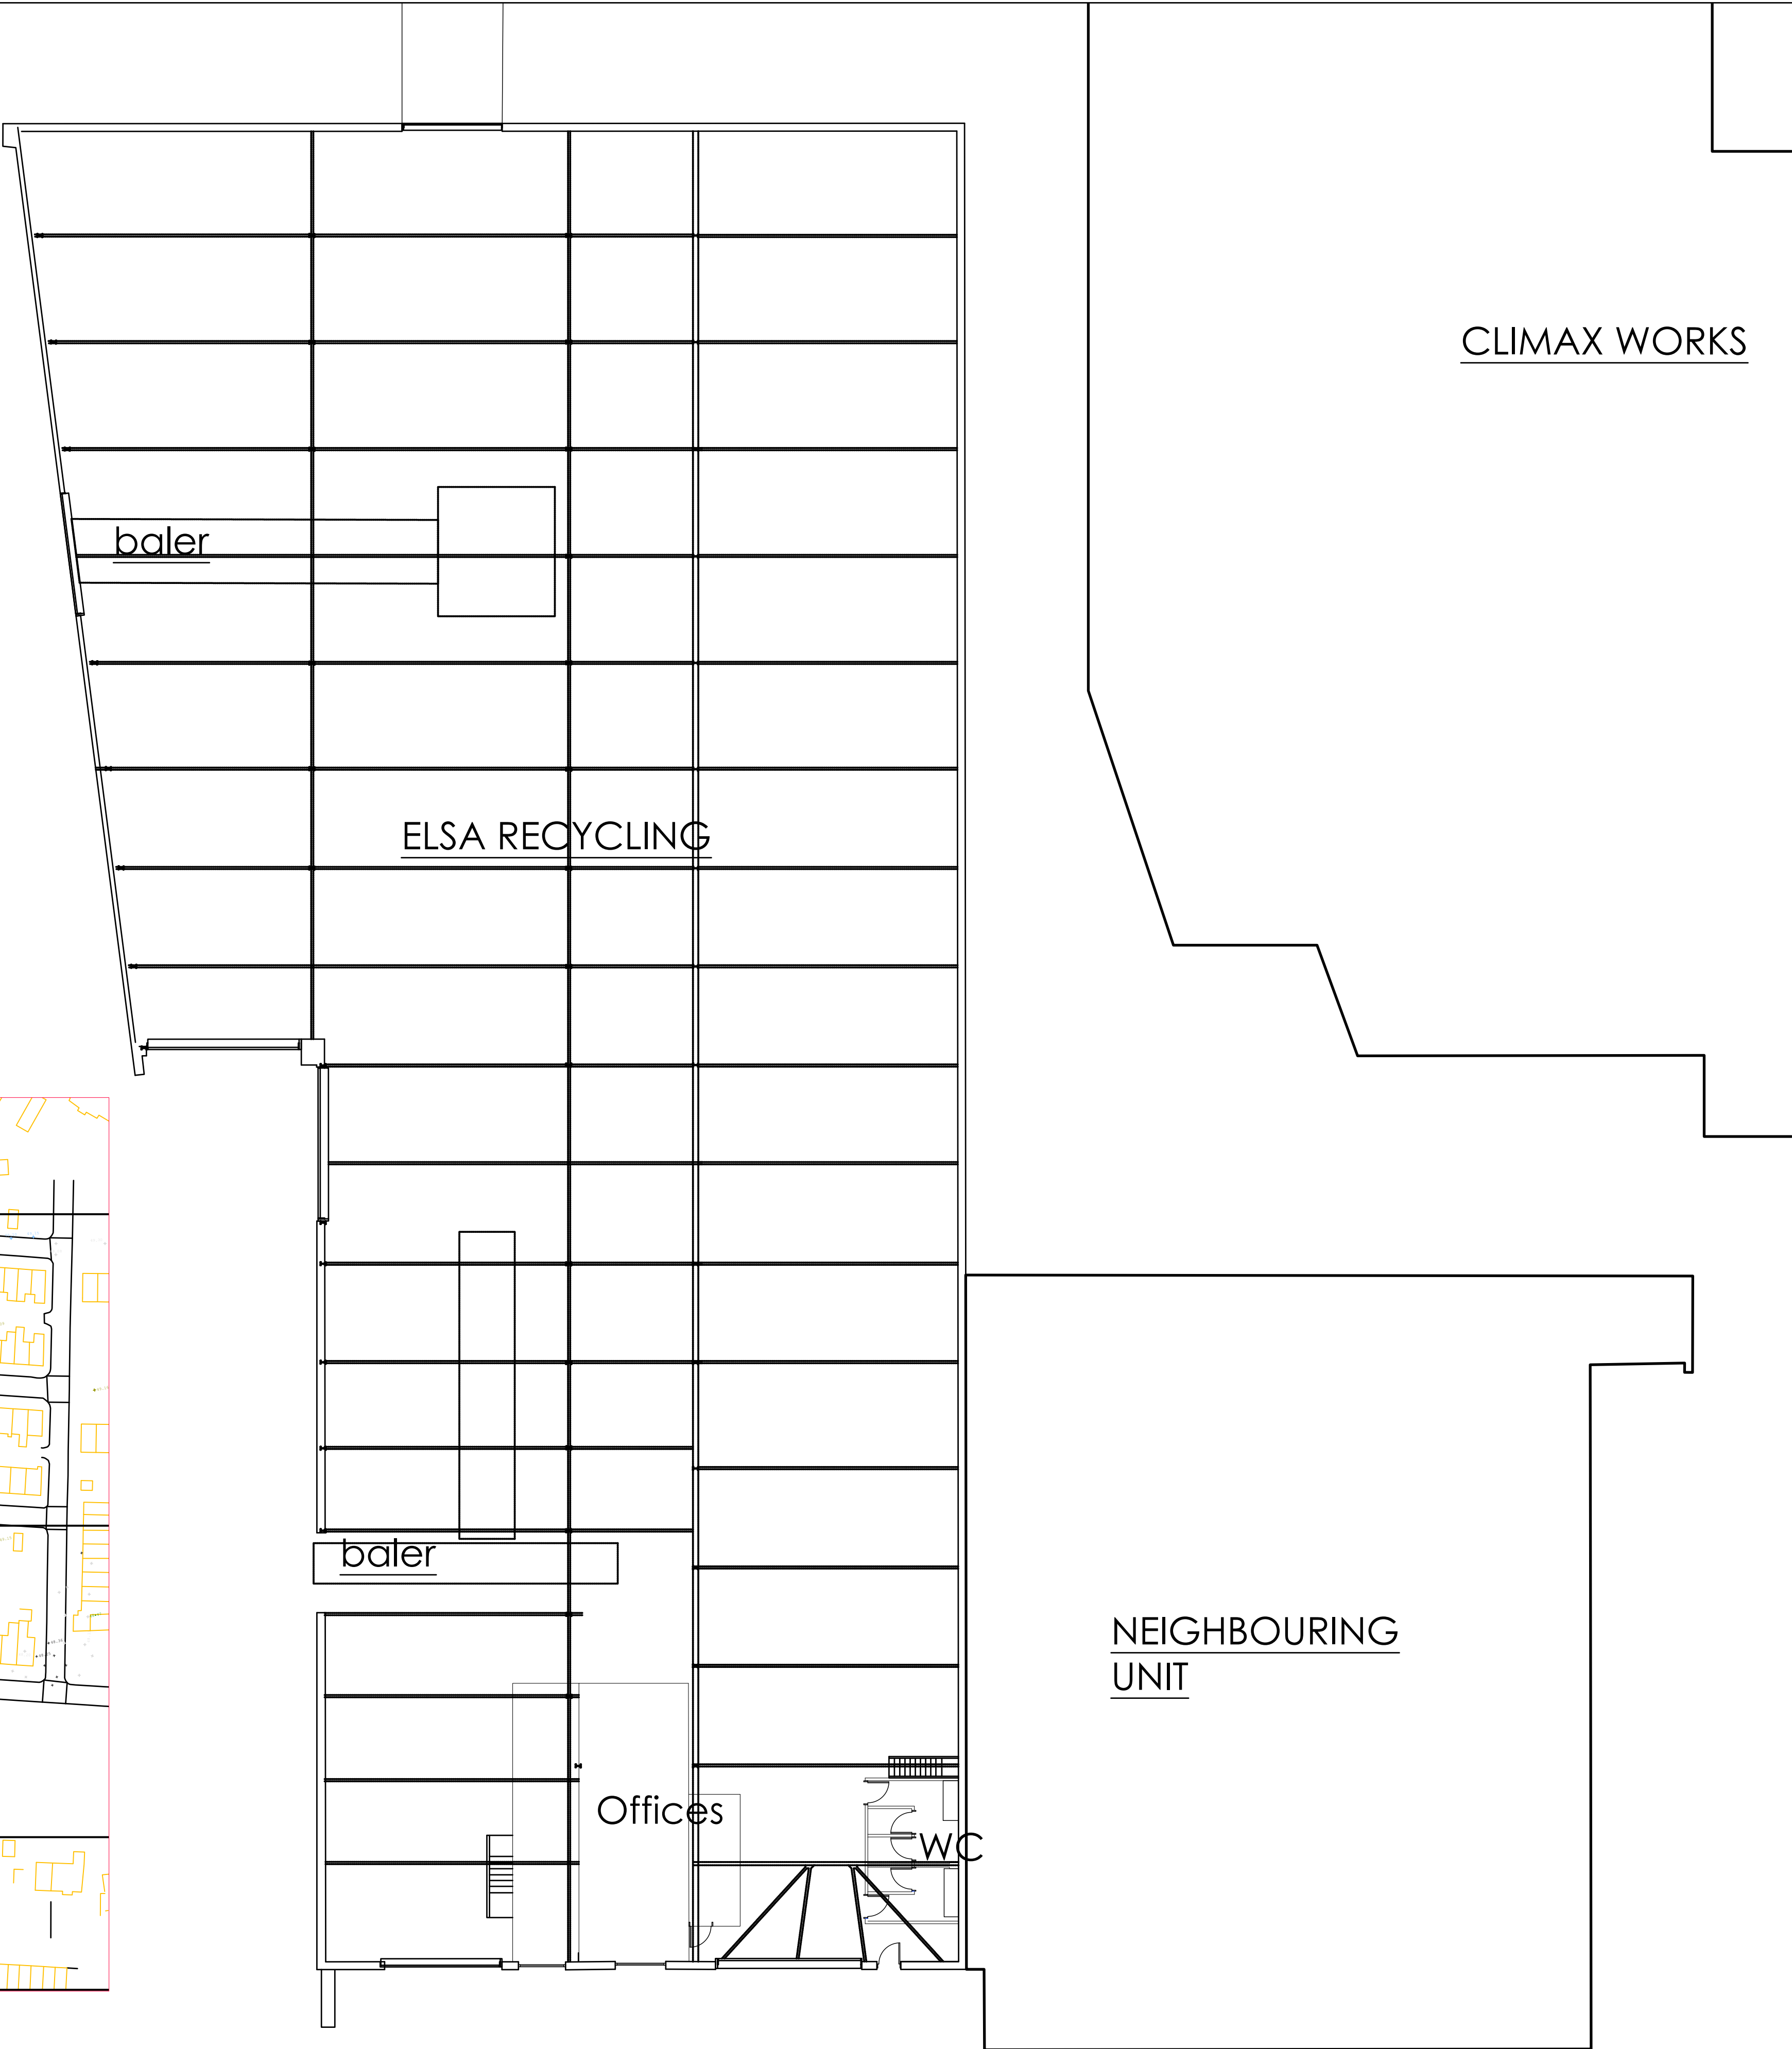 CLIMAX WORKS
baler
ELSA RECYCLING
baler
NEIGHBOURING
UNIT
Offices
WC